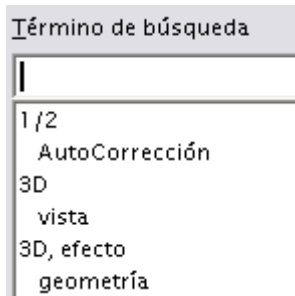 Término de búsqueda
1/2
AutoCorrección
3D
vista
3D, efecto
geometría